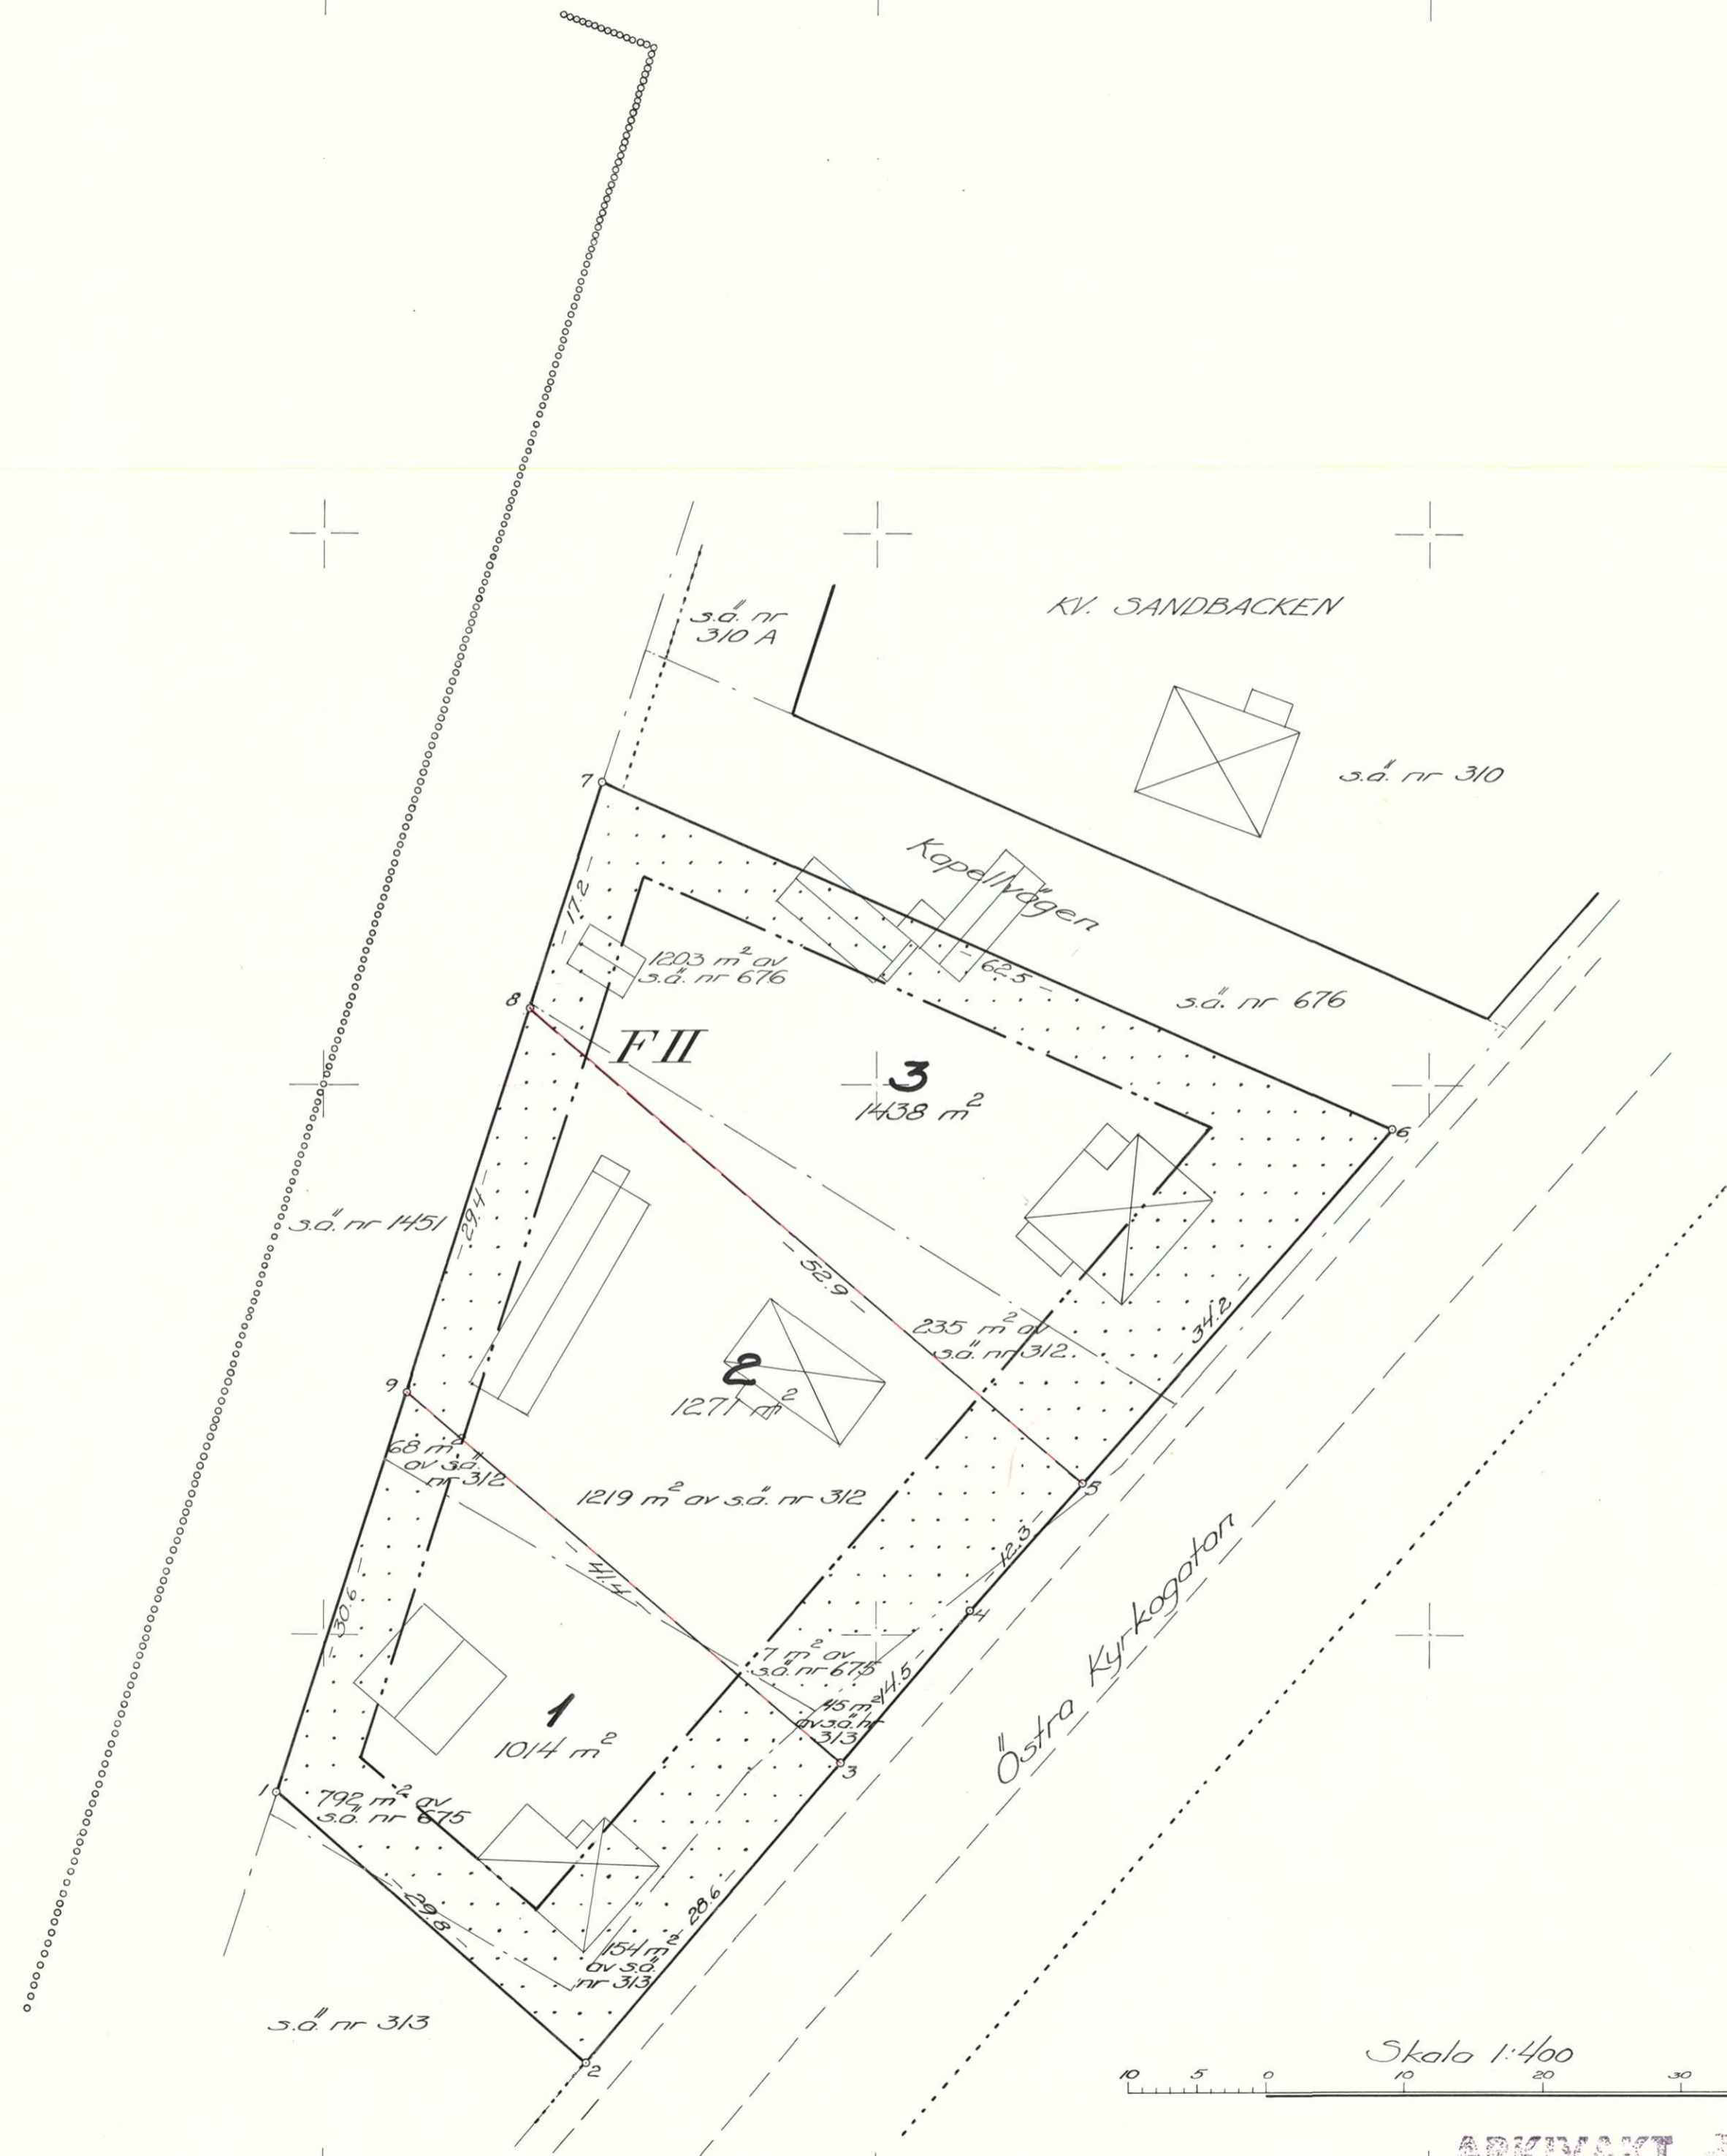 s.ä. nr
310 A
KV. SANDBACKEN
s.ä. nr 310
7
Kapellvägen
17.2
62.5
1203 m² av
s.ä. nr 676
s.ä. nr 676
8
F II
3
1438 m²
6
s.ä. nr 1451
29.4
52.9
34.2
235 m² av
s.ä. nr 312.
2
1271 m²
9
68 m²
av s.ä.
nr 312
1219 m² av s.ä. nr 312
5
12.3
41.4
30.6
4
Östra Kyrkogatan
7 m² av
s.ä. nr 675
14.5
45 m²
av s.ä. nr
313
1
1014 m²
3
1
792 m² av
s.ä. nr 675
29.8
28.6
154 m²
av s.ä.
nr 313
s.ä. nr 313
2
Skala 1:400
10 5 0 10 20 30
ARKIVAKT